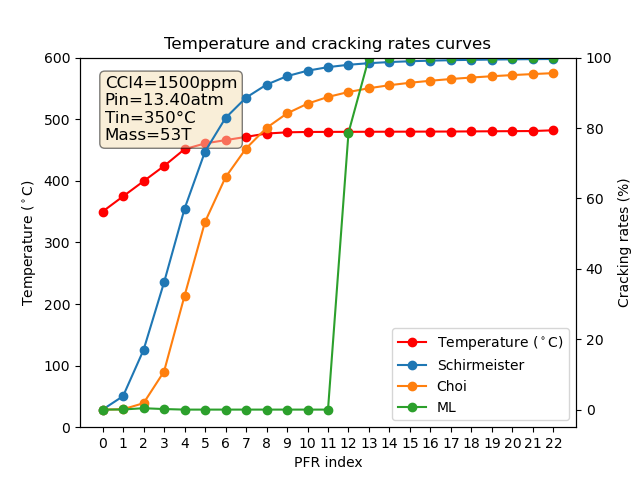 Temperature and cracking rates curves
CCl4=1500ppm
Pin=13.40atm
Tin=350°C
Mass=53T
600
500
400
300
200
100
0
Temperature (°C)
100
80
60
40
20
0
Cracking rates (%)
Temperature (°C)
Schirmeister
Choi
ML
0 1 2 3 4 5 6 7 8 9 10 11 12 13 14 15 16 17 18 19 20 21 22
PFR index